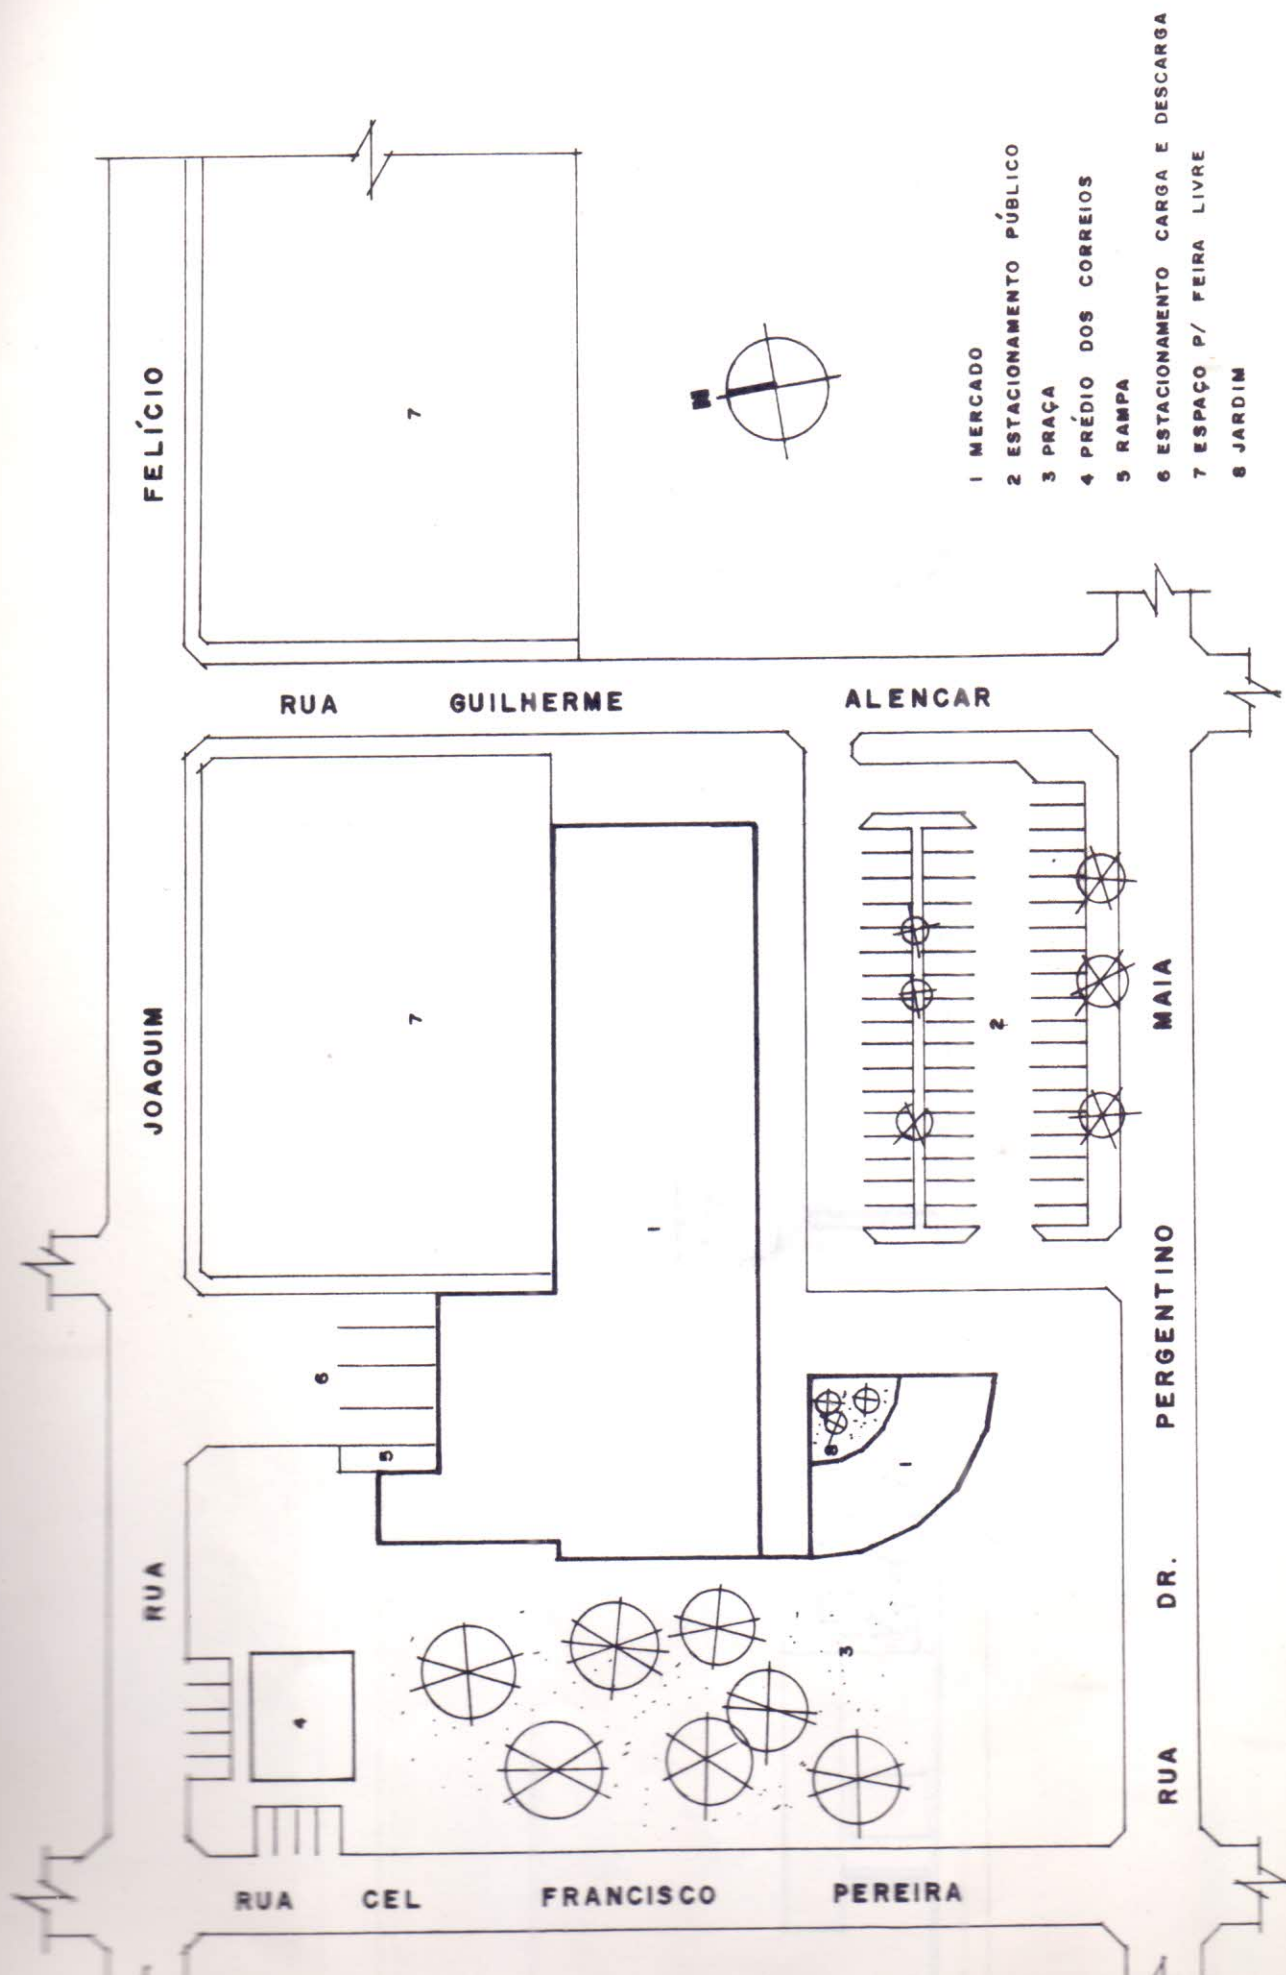 RUA JOAQUIM FELÍCIO
7
7
6
5
4
RUA GUILHERME ALENCAR
N
1
2
8
1
3
RUA CEL FRANCISCO PEREIRA
RUA DR. PERGENTINO MAIA
1 MERCADO
2 ESTACIONAMENTO PÚBLICO
3 PRAÇA
4 PRÉDIO DOS CORREIOS
5 RAMPA
6 ESTACIONAMENTO CARGA E DESCARGA
7 ESPAÇO P/ FEIRA LIVRE
8 JARDIM